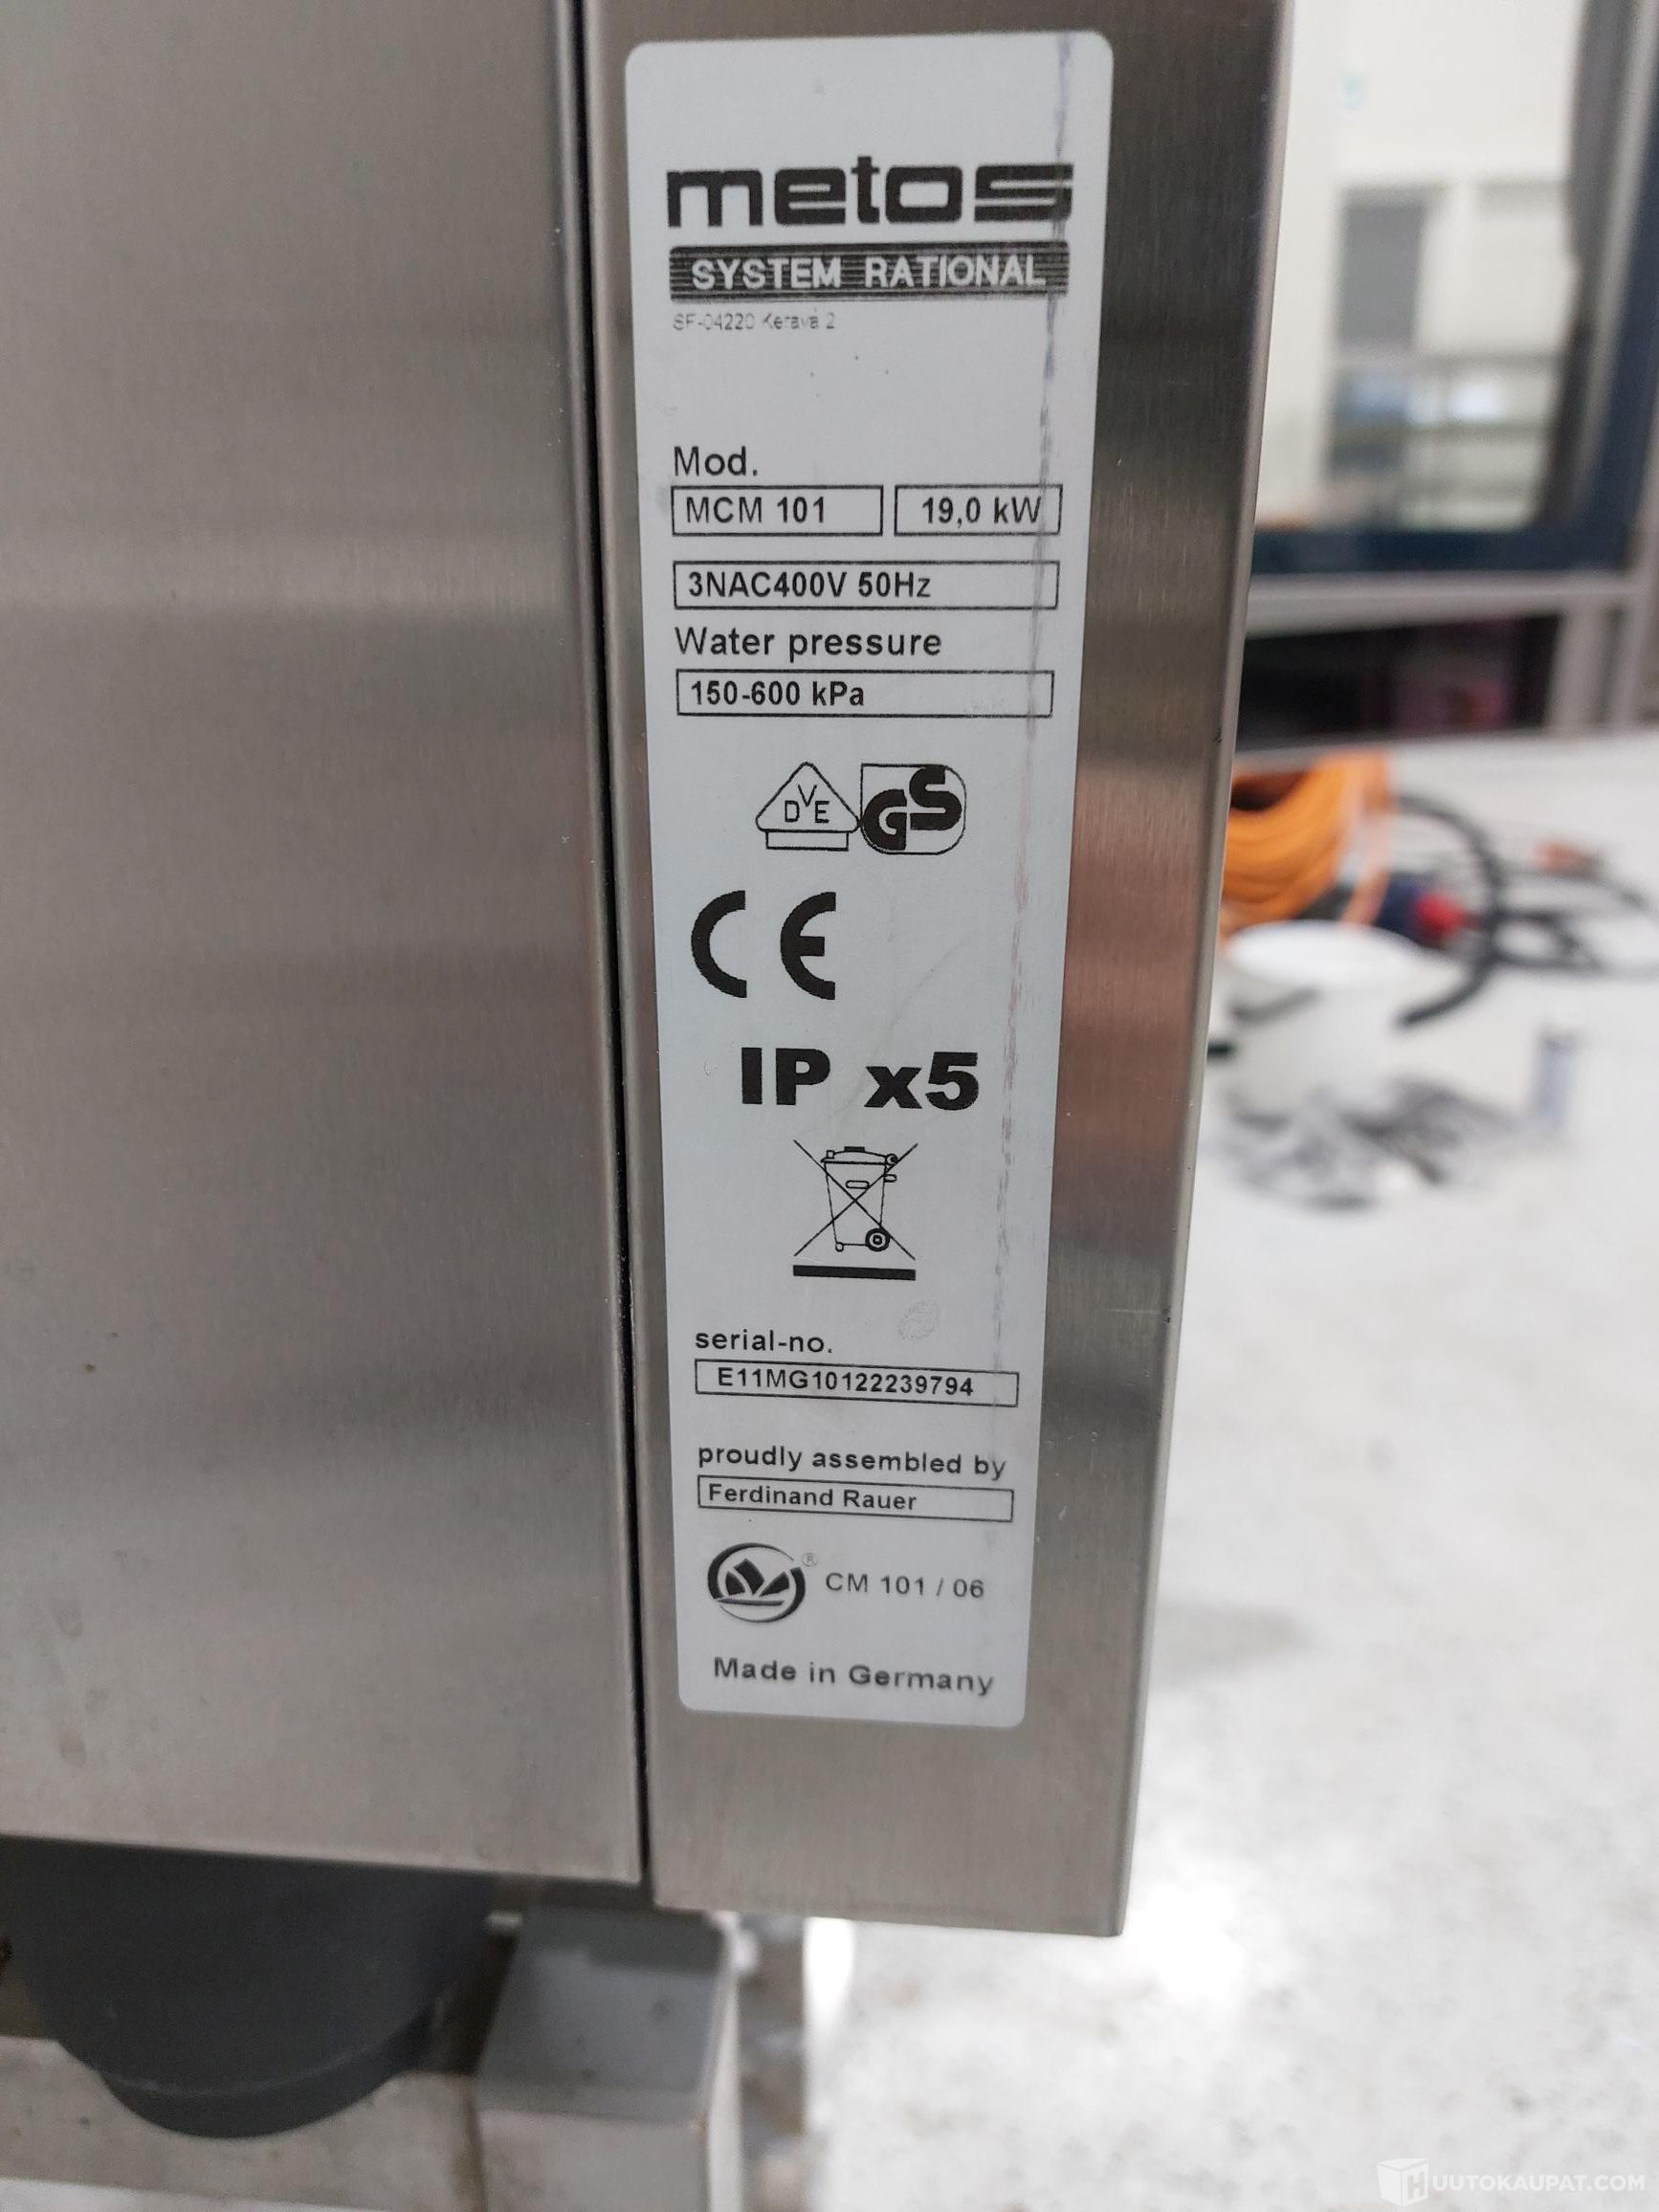 metos
SYSTEM RATIONAL
SF-04220 Kerava 2
Mod.
MCM 101 19,0 kW
3NAC400V 50Hz
Water pressure
150-600 kPa
DVE GS
CE
IP x5
serial-no.
E11MG10122239794
proudly assembled by
Ferdinand Rauer
® CM 101 / 06
Made in Germany
HUUTOKAUPAT.COM